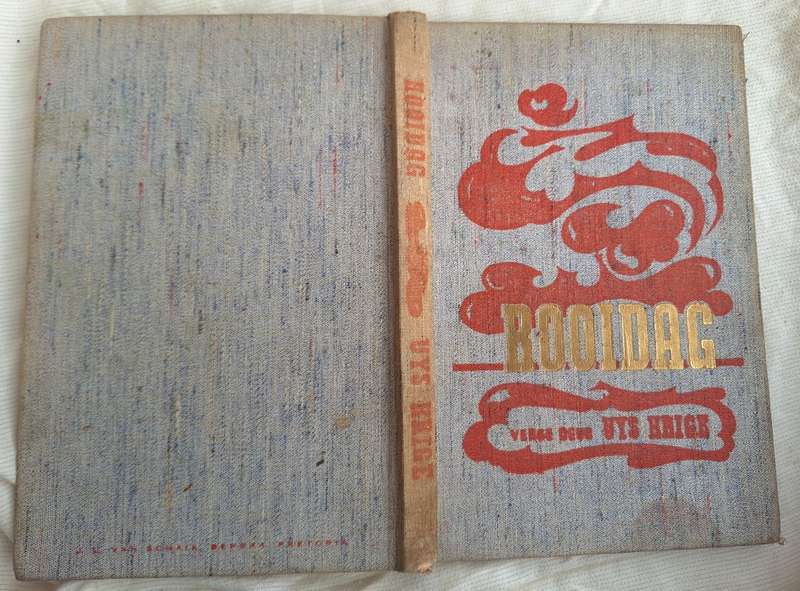 J. L. VAN SCHAIK, BEPERK, PRETORIA
ROOIDAG UYS KRIGE
ROOIDAG
VERSE DEUR UYS KRIGE